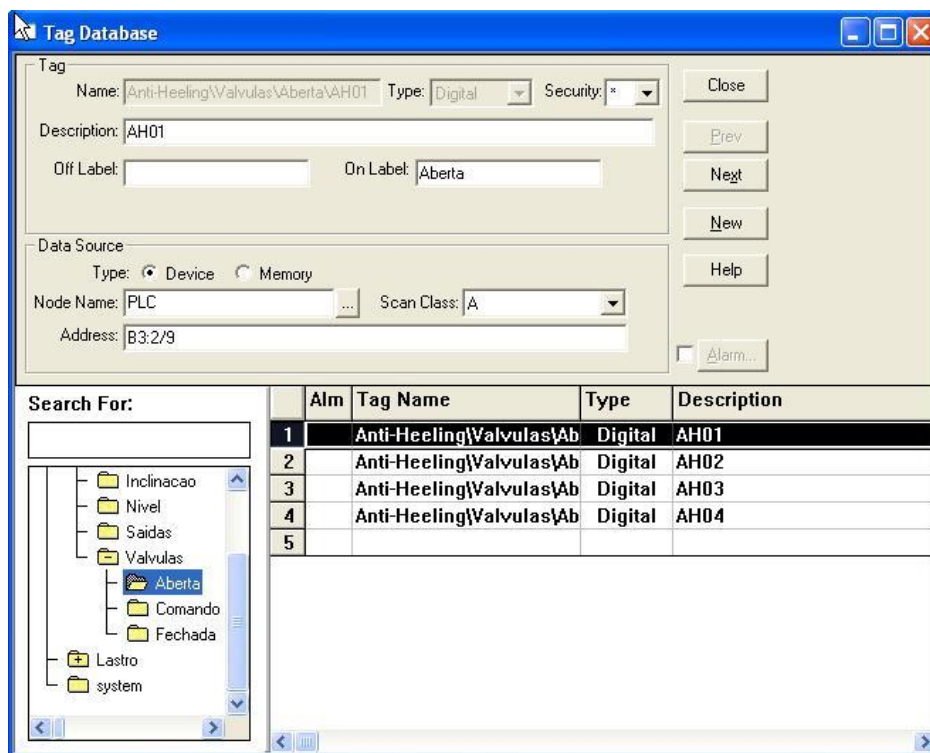 Tag Database
Tag
Name: Anti-Heeling\Valvulas\Aberta\AH01 Type: Digital Security: *
Close
Description: AH01
Prev
Off Label: On Label: Aberta
Next
New
Data Source
Type: Device Memory
Help
Node Name: PLC ... Scan Class: A
Address: B3:2/9
Alarm...
Search For:
Inclinacao
Nivel
Saidas
Valvulas
Aberta
Comando
Fechada
Lastro
system
Alm Tag Name Type Description
1 Anti-Heeling\Valvulas\Ab Digital AH01
2 Anti-Heeling\Valvulas\Ab Digital AH02
3 Anti-Heeling\Valvulas\Ab Digital AH03
4 Anti-Heeling\Valvulas\Ab Digital AH04
5